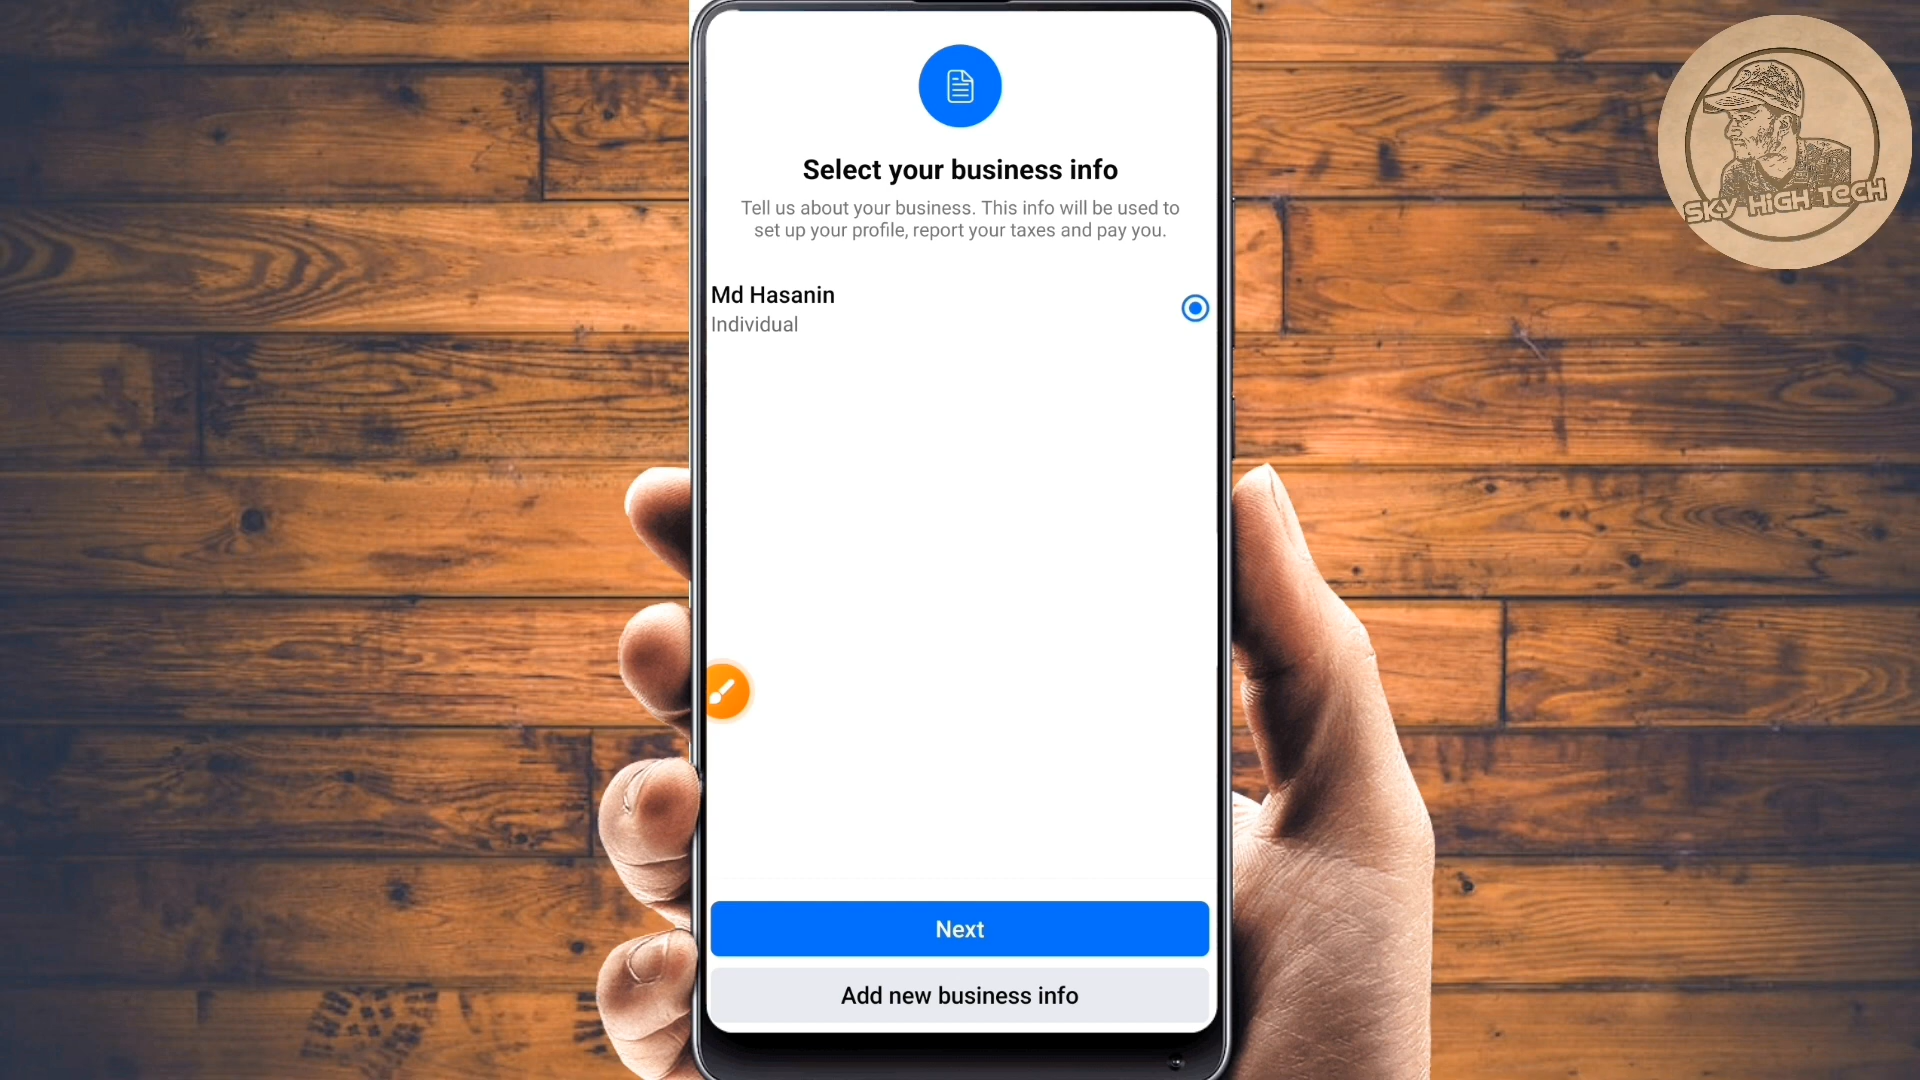 Select your business info
Tell us about your business. This info will be used to
set up your profile, report your taxes and pay you.
Md Hasanin
Individual
Next
Add new business info
SKY HIGH TECH